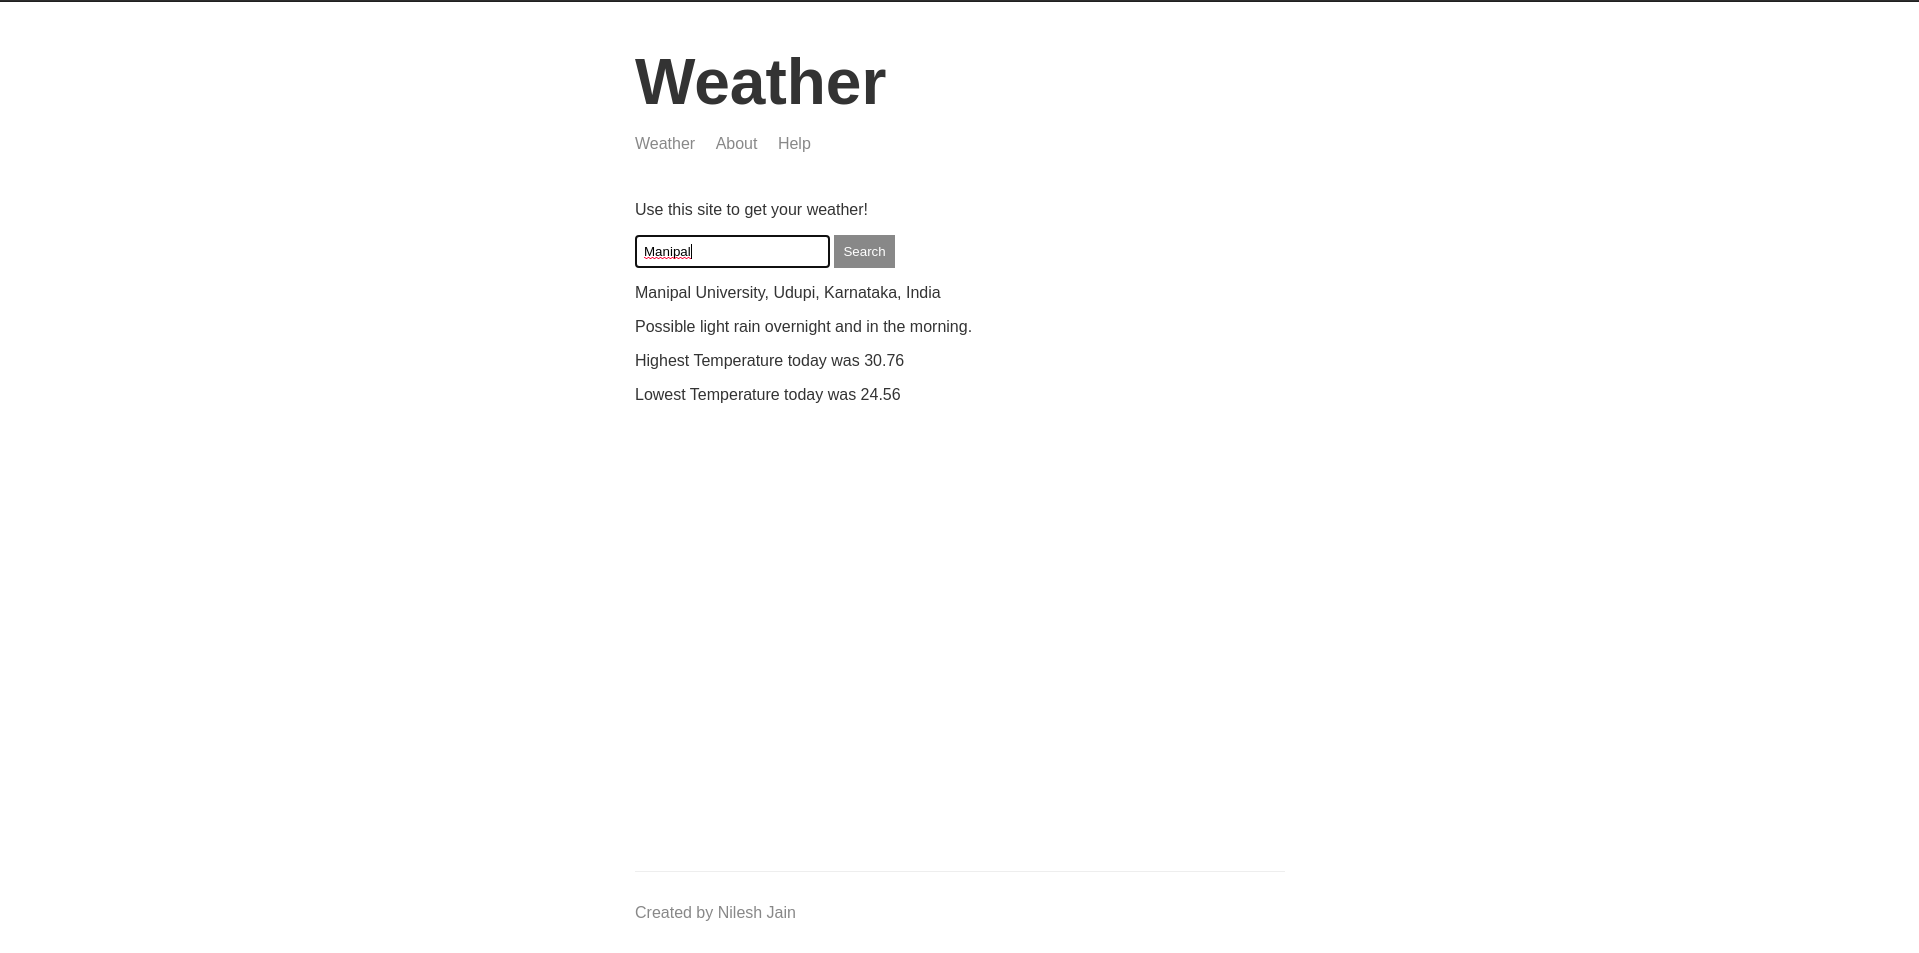 Weather
Weather About Help
Use this site to get your weather!
Manipal Search
Manipal University, Udupi, Karnataka, India
Possible light rain overnight and in the morning.
Highest Temperature today was 30.76
Lowest Temperature today was 24.56
Created by Nilesh Jain